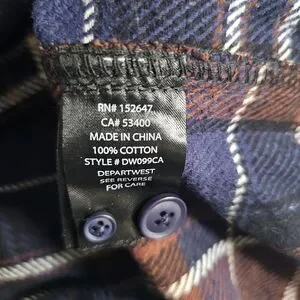 RN# 152647
CA# 53400
MADE IN CHINA
100% COTTON
STYLE # DW099CA
DEPARTWEST
SEE REVERSE
FOR CARE